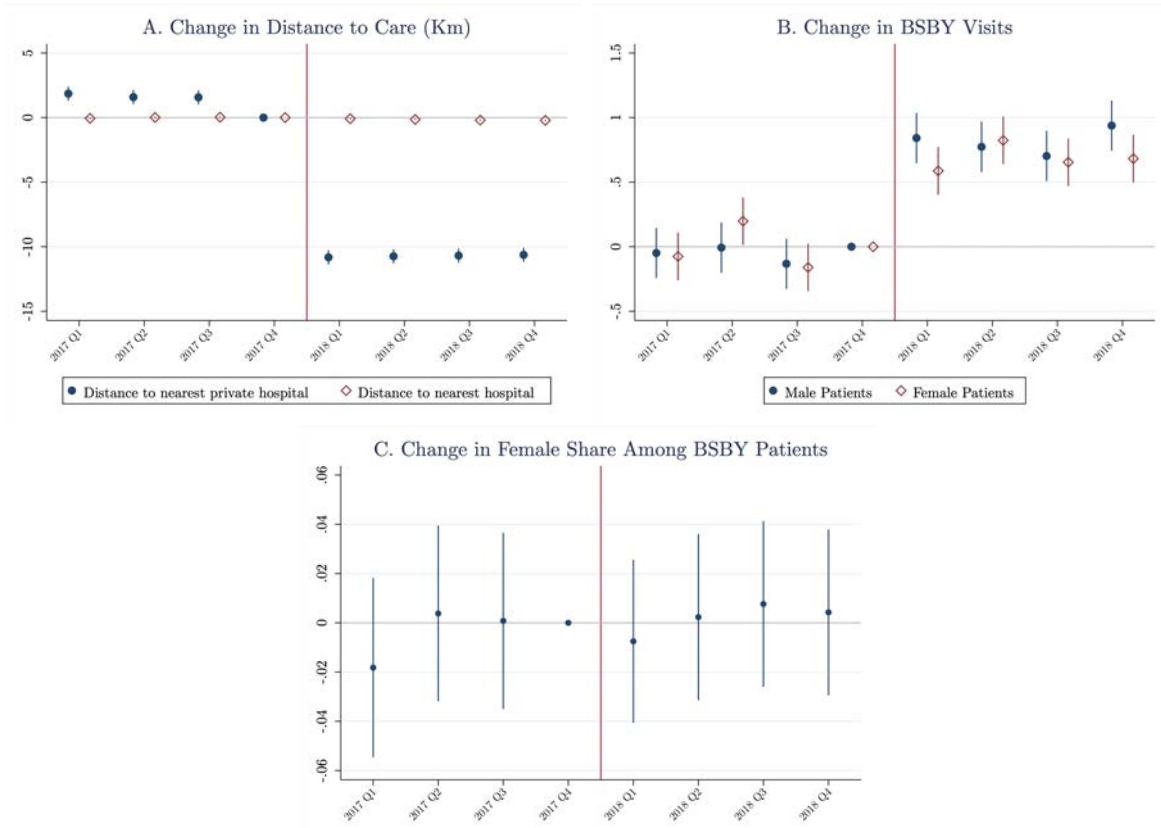 A. Change in Distance to Care (Km)
5
0
-5
-10
-15
2017 Q1
2017 Q2
2017 Q3
2017 Q4
2018 Q1
2018 Q2
2018 Q3
2018 Q4
Distance to nearest private hospital
Distance to nearest hospital
B. Change in BSBY Visits
1.5
1
.5
0
-.5
2017 Q1
2017 Q2
2017 Q3
2017 Q4
2018 Q1
2018 Q2
2018 Q3
2018 Q4
Male Patients
Female Patients
C. Change in Female Share Among BSBY Patients
.06
.04
.02
0
-.02
-.04
-.06
2017 Q1
2017 Q2
2017 Q3
2017 Q4
2018 Q1
2018 Q2
2018 Q3
2018 Q4